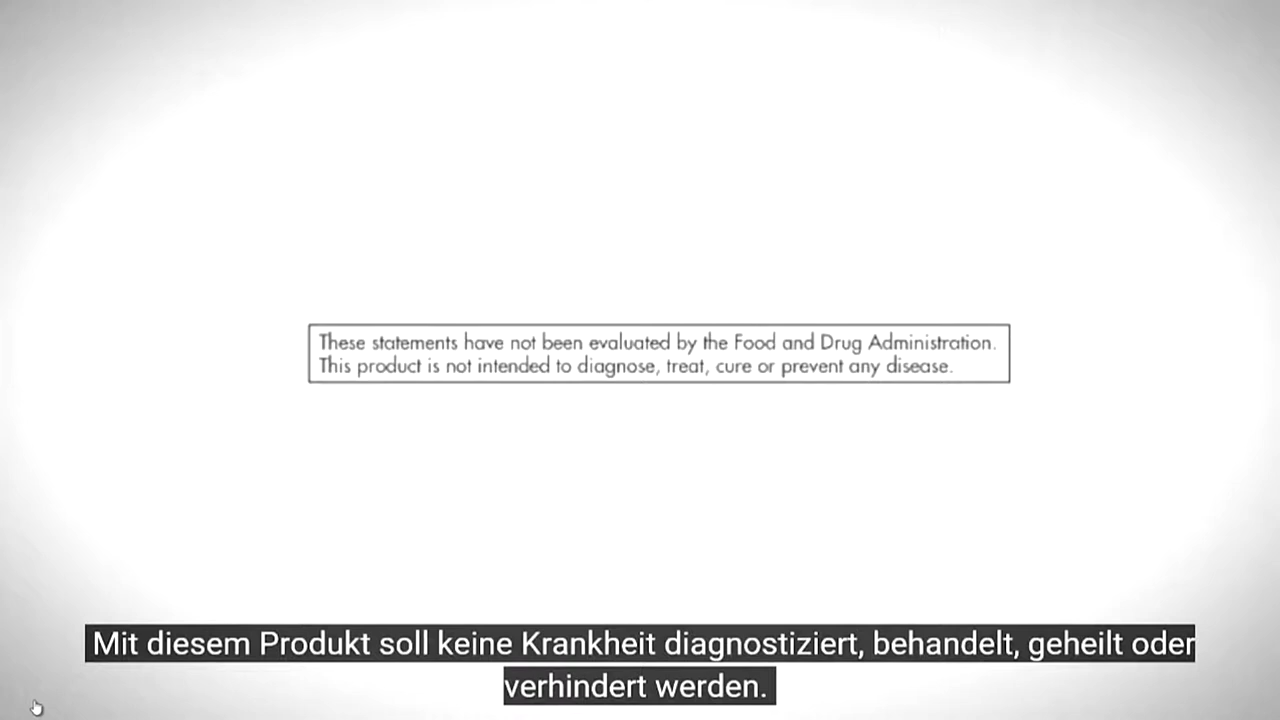 These statements have not been evaluated by the Food and Drug Administration.
This product is not intended to diagnose, treat, cure or prevent any disease.
Mit diesem Produkt soll keine Krankheit diagnostiziert, behandelt, geheilt oder
verhindert werden.